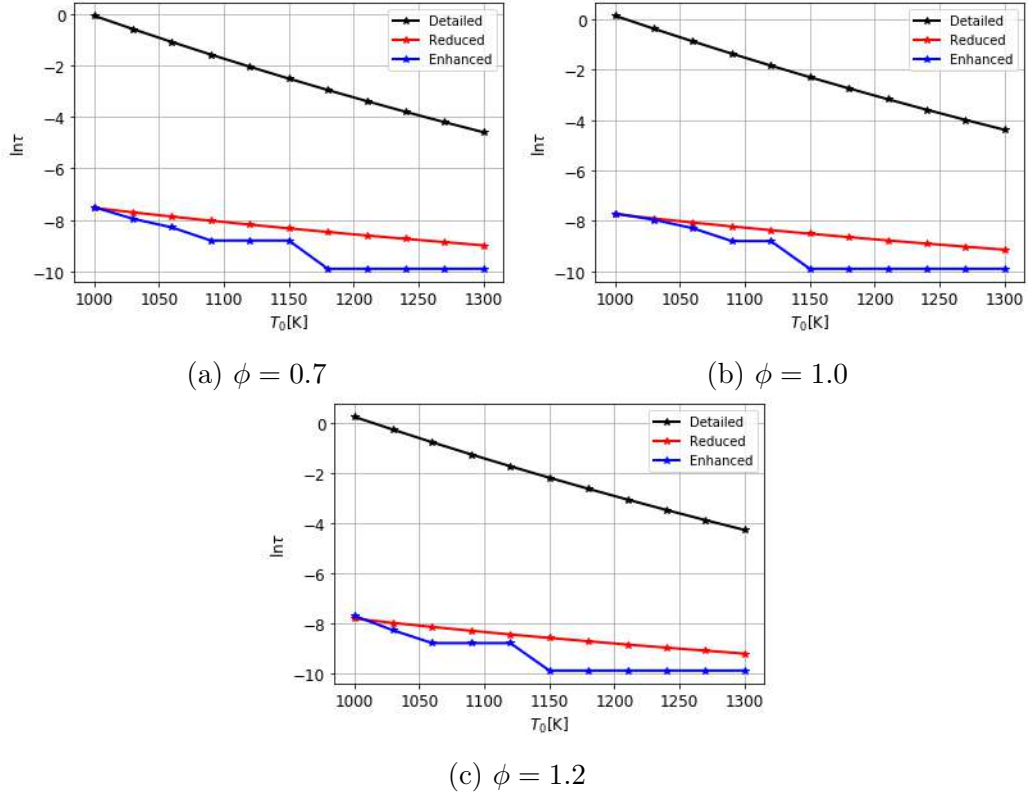 0
−2
−4
−6
−8
−10
lnτ
1000 1050 1100 1150 1200 1250 1300
T₀[K]
Detailed
Reduced
Enhanced
(a) ϕ = 0.7
0
−2
−4
−6
−8
−10
lnτ
1000 1050 1100 1150 1200 1250 1300
T₀[K]
Detailed
Reduced
Enhanced
(b) ϕ = 1.0
0
−2
−4
−6
−8
−10
lnτ
1000 1050 1100 1150 1200 1250 1300
T₀[K]
Detailed
Reduced
Enhanced
(c) ϕ = 1.2